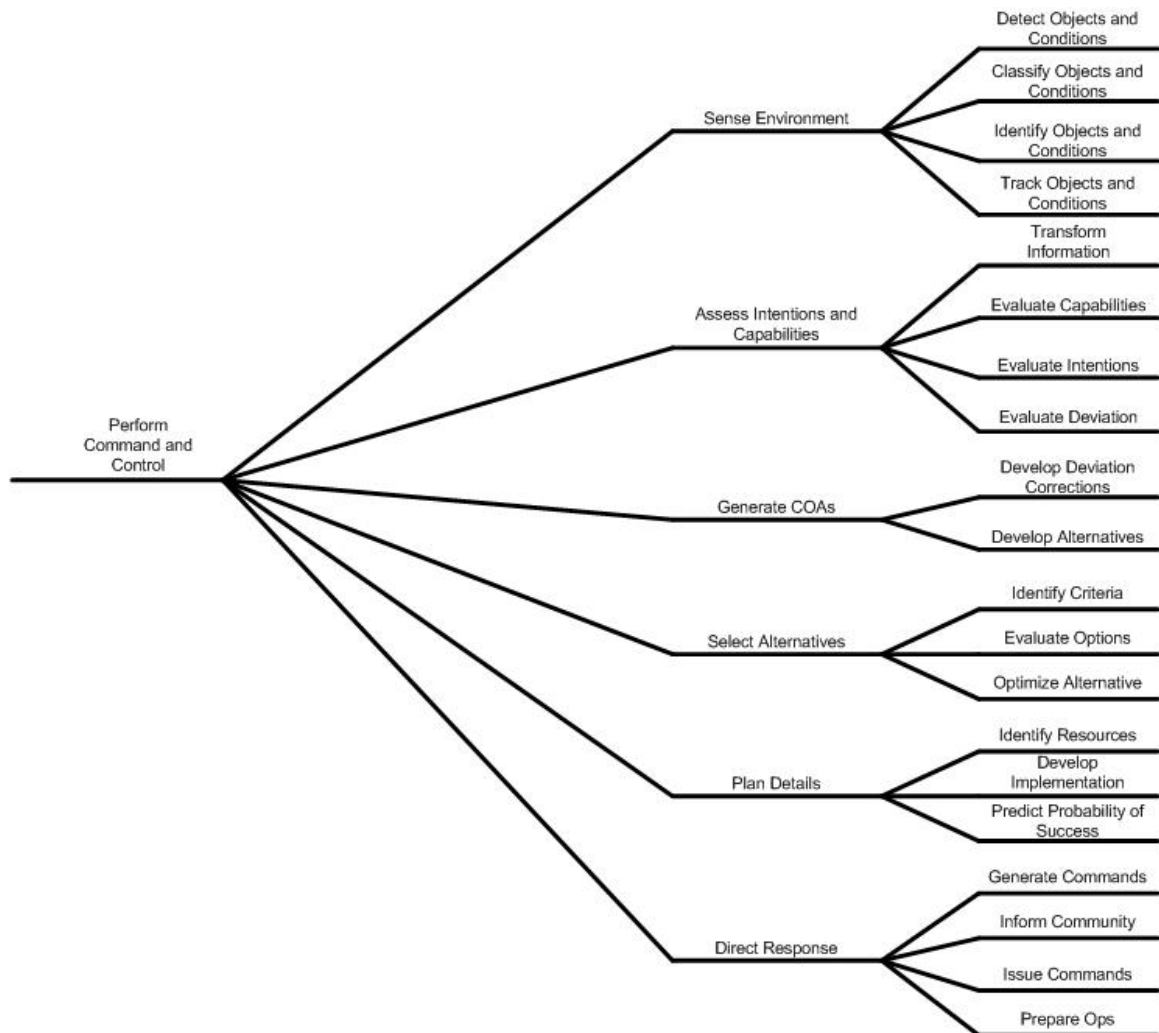 Detect Objects and
Conditions
Classify Objects and
Conditions
Sense Environment
Identify Objects and
Conditions
Track Objects and
Conditions
Transform
Information
Evaluate Capabilities
Assess Intentions and
Capabilities
Evaluate Intentions
Evaluate Deviation
Perform
Command and
Control
Develop Deviation
Corrections
Generate COAs
Develop Alternatives
Identify Criteria
Select Alternatives
Evaluate Options
Optimize Alternative
Identify Resources
Plan Details
Develop
Implementation
Predict Probability of
Success
Generate Commands
Inform Community
Direct Response
Issue Commands
Prepare Ops